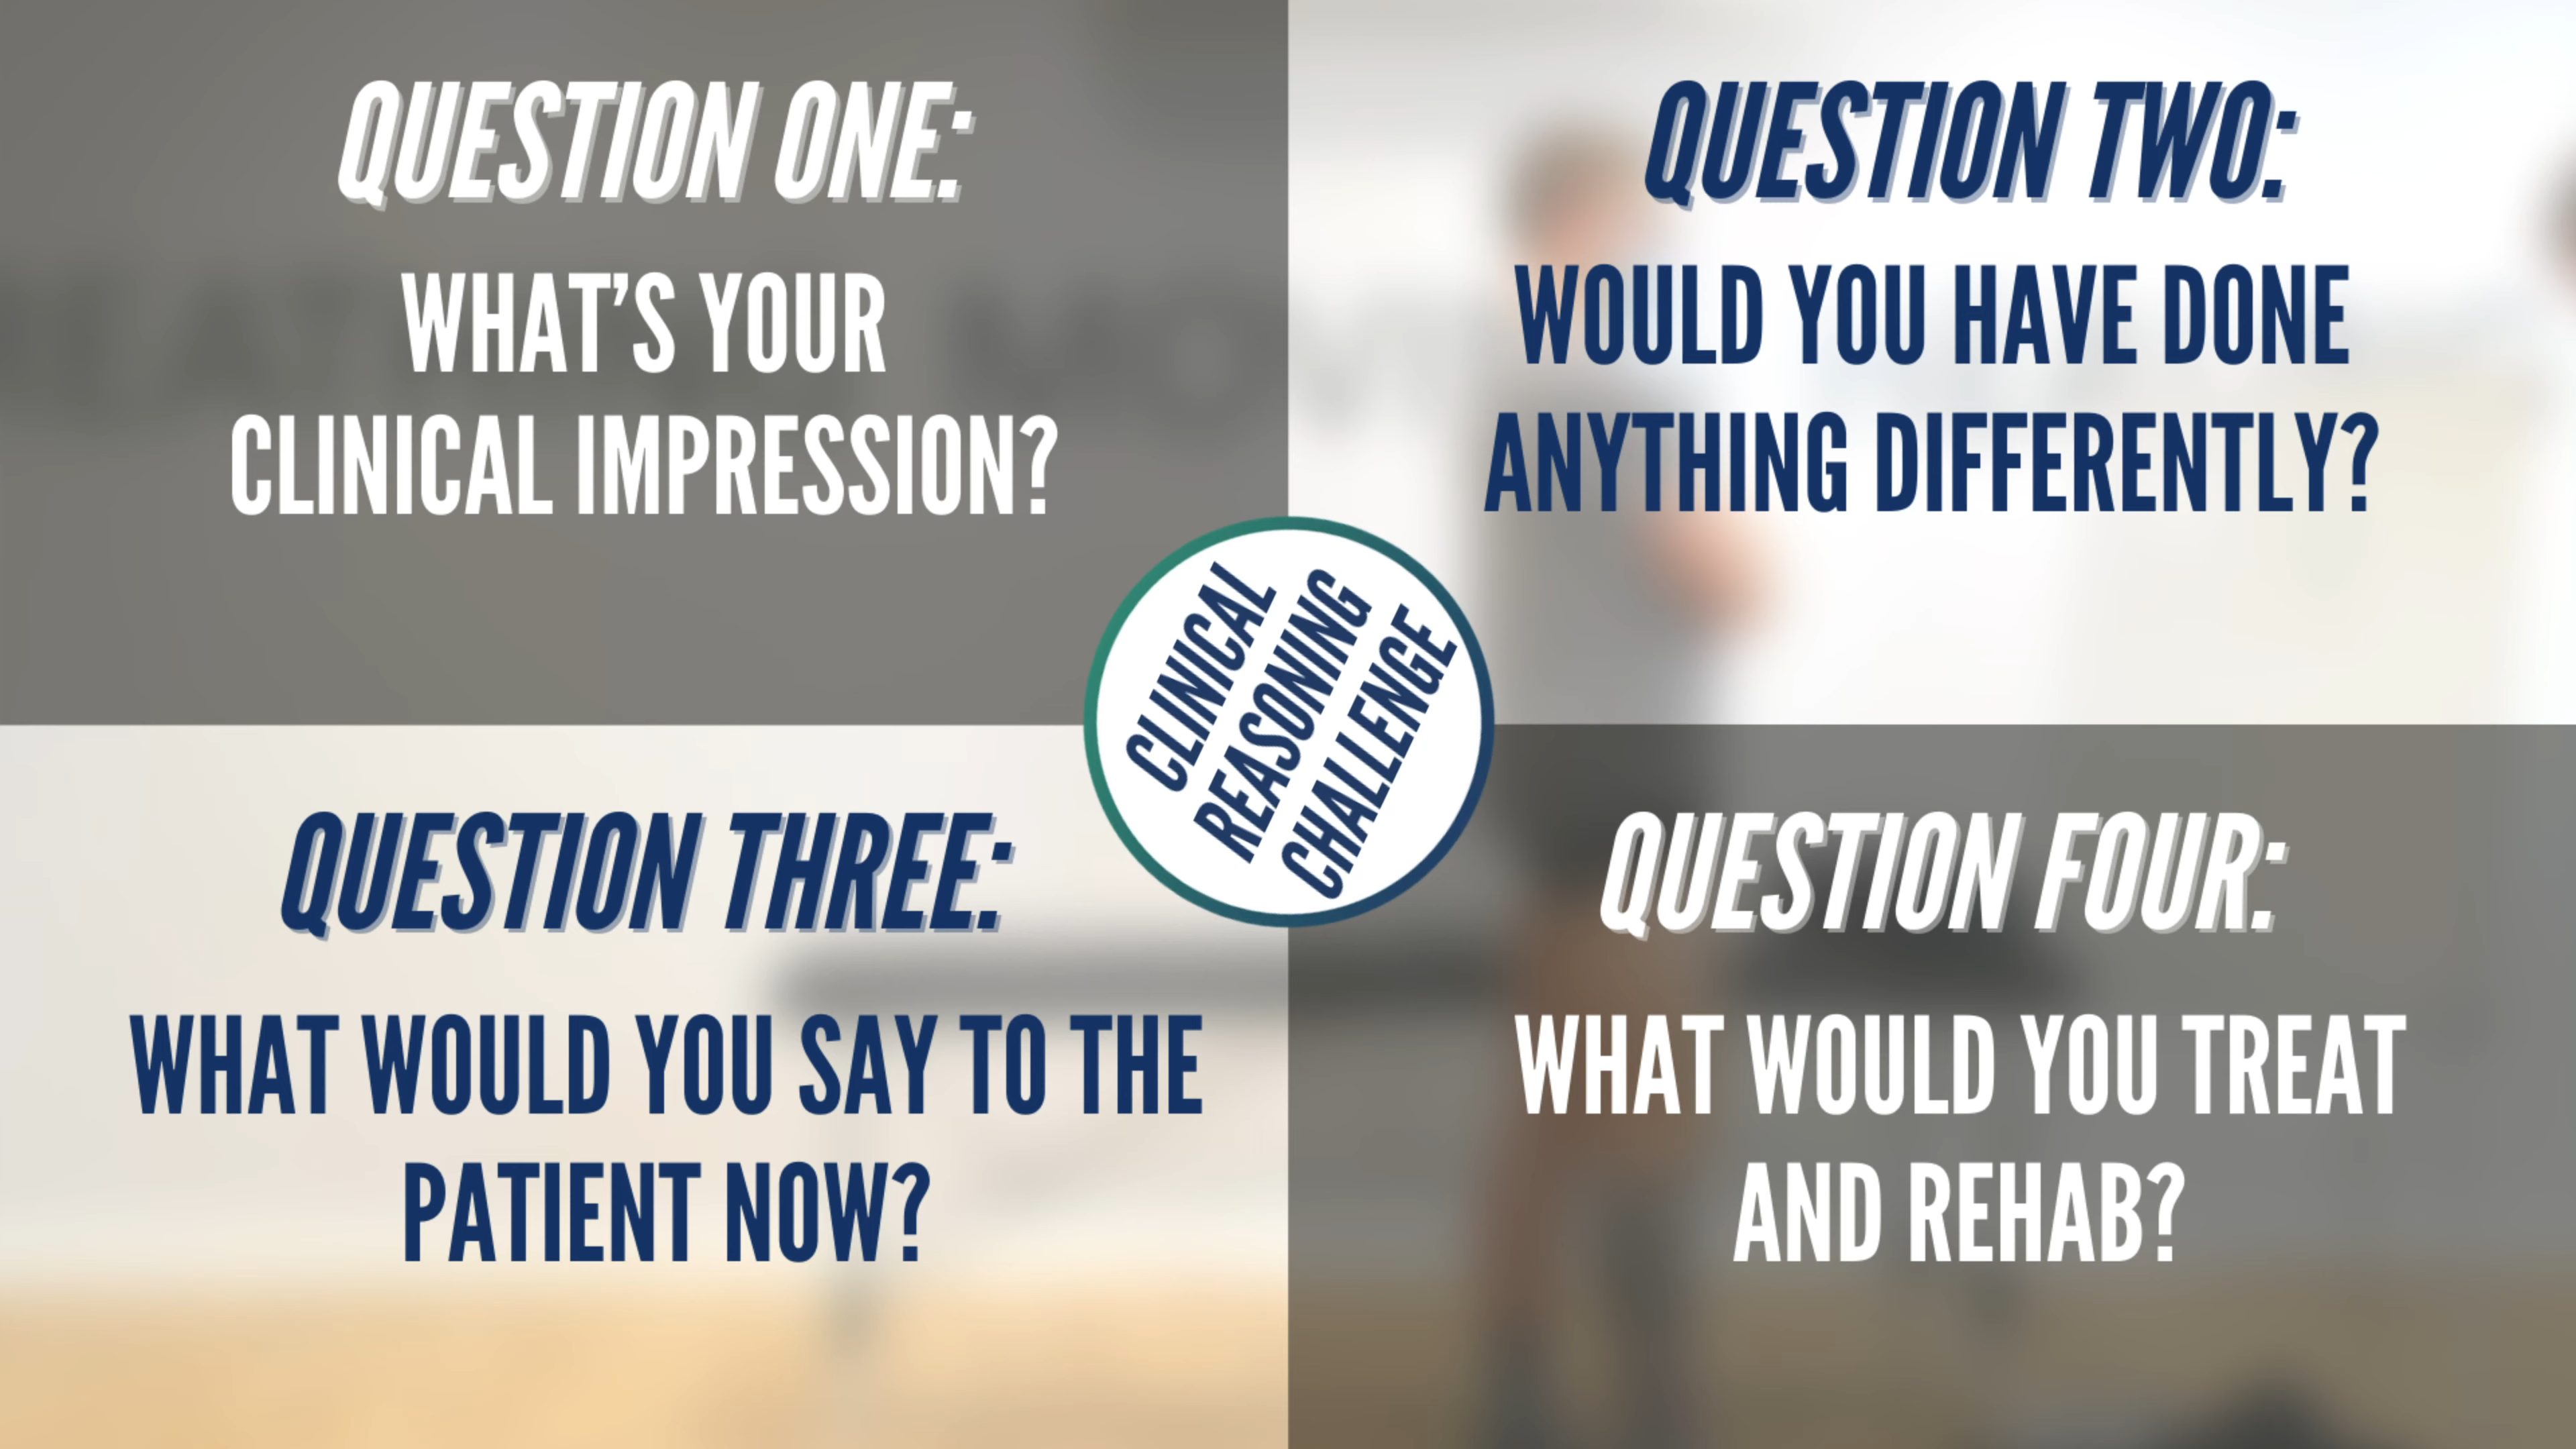 QUESTION ONE:
WHAT'S YOUR
CLINICAL IMPRESSION?
QUESTION TWO:
WOULD YOU HAVE DONE
ANYTHING DIFFERENTLY?
CLINICAL
REASONING
CHALLENGE
QUESTION THREE:
WHAT WOULD YOU SAY TO THE
PATIENT NOW?
QUESTION FOUR:
WHAT WOULD YOU TREAT
AND REHAB?